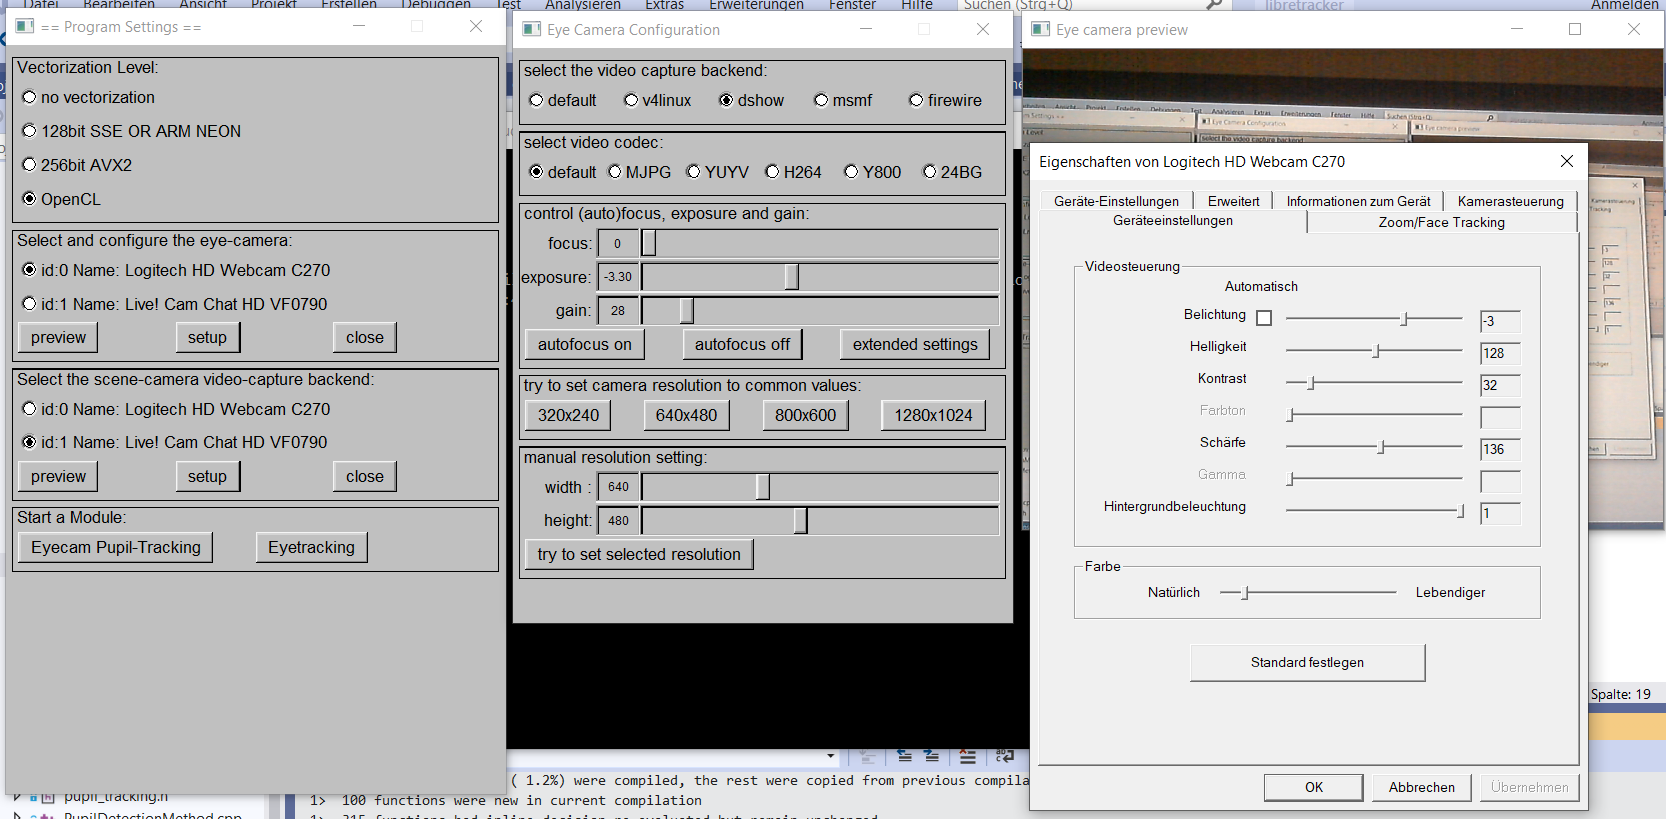 Datei Bearbeiten Ansicht Projekt Erstellen Debuggen Test Analysieren Extras Erweiterungen Fenster Hilfe Suchen (Strg+Q) libretracker Anmelden
== Program Settings ==
Vectorization Level:
no vectorization
128bit SSE OR ARM NEON
256bit AVX2
OpenCL
Select and configure the eye-camera:
id:0 Name: Logitech HD Webcam C270
id:1 Name: Live! Cam Chat HD VF0790
preview setup close
Select the scene-camera video-capture backend:
id:0 Name: Logitech HD Webcam C270
id:1 Name: Live! Cam Chat HD VF0790
preview setup close
Start a Module:
Eyecam Pupil-Tracking Eyetracking
Eye Camera Configuration
select the video capture backend:
default v4linux dshow msmf firewire
select video codec:
default MJPG YUYV H264 Y800 24BG
control (auto)focus, exposure and gain:
focus: 0
exposure: -3.30
gain: 28
autofocus on autofocus off extended settings
try to set camera resolution to common values:
320x240 640x480 800x600 1280x1024
manual resolution setting:
width : 640
height: 480
try to set selected resolution
Eye camera preview
Eigenschaften von Logitech HD Webcam C270
Geräte-Einstellungen Erweitert Informationen zum Gerät Kamerasteuerung
Geräteeinstellungen Zoom/Face Tracking
Videosteuerung
Automatisch
Belichtung -3
Helligkeit 128
Kontrast 32
Farbton
Schärfe 136
Gamma
Hintergrundbeleuchtung 1
Farbe
Natürlich Lebendiger
Standard festlegen
OK Abbrechen Übernehmen
Spalte: 19
( 1.2%) were compiled, the rest were copied from previous compila
1> 100 functions were new in current compilation
1> 315 functions had inline decision re-evaluated but remain unchanged
pupil_tracking.h
PupilDetectionMethod.cpp